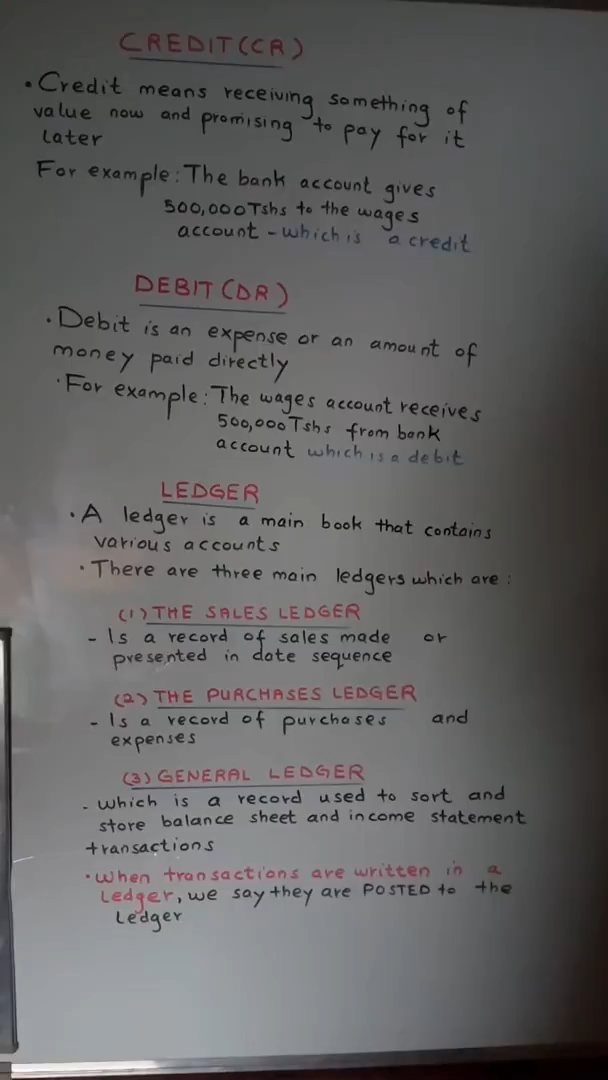 CREDIT(CR)
• Credit means receiving something of
value now and promising to pay for it
later
For example: The bank account gives
500,000Tshs to the wages
account - which is a credit
DEBIT(DR)
• Debit is an expense or an amount of
money paid directly
• For example: The wages account receives
500,000Tshs from bank
account which is a debit
LEDGER
• A ledger is a main book that contains
various accounts
• There are three main ledgers which are:
(1) THE SALES LEDGER
- Is a record of sales made or
presented in date sequence
(2) THE PURCHASES LEDGER
- Is a record of purchases and
expenses
(3) GENERAL LEDGER
- which is a record used to sort and
store balance sheet and income statement
transactions
• When transactions are written in a
Ledger, we say they are POSTED to the
Ledger